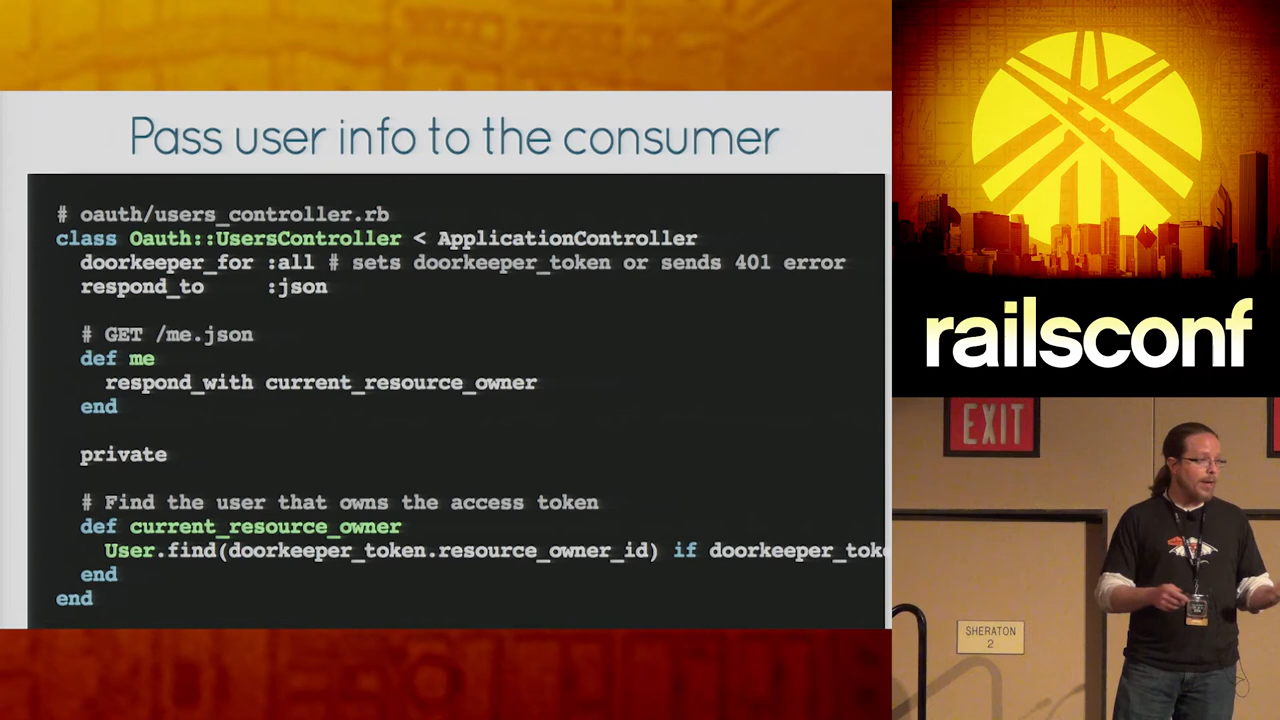 Pass user info to the consumer
# oauth/users_controller.rb
class Oauth::UsersController < ApplicationController
doorkeeper_for :all # sets doorkeeper_token or sends 401 error
respond_to     :json
# GET /me.json
def me
respond_with current_resource_owner
end
private
# Find the user that owns the access token
def current_resource_owner
User.find(doorkeeper_token.resource_owner_id) if doorkeeper_toke
end
end
railsconf
EXIT
SHERATON
2